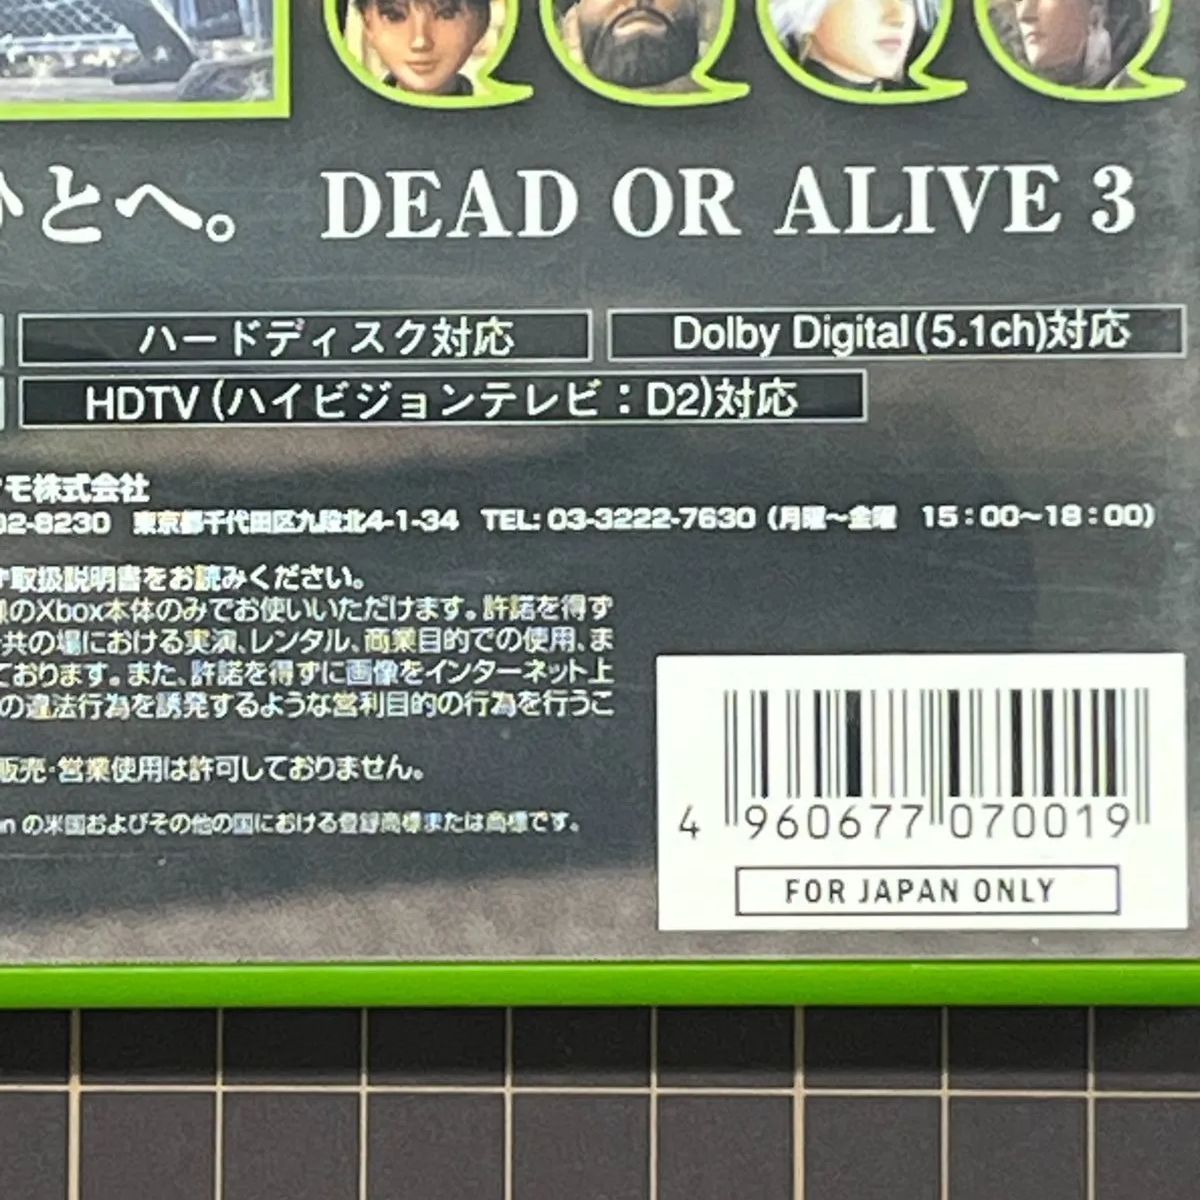 ひとへ。 DEAD OR ALIVE 3
ハードディスク対応
Dolby Digital(5.1ch)対応
HDTV(ハイビジョンテレビ：D2)対応
モ株式会社
02-8230 東京都千代田区九段北4-1-34 TEL: 03-3222-7630 (月曜～金曜 15：00～18：00)
取扱説明書をお読みください。
のXbox本体のみでお使いいただけます。許諾を得ず
共の場における実演、レンタル、商業目的での使用、ま
ております。また、許諾を得ずに画像をインターネット上
の違法行為を誘発するような営利目的の行為を行うこ
販売・営業使用は許可しておりません。
on の米国およびその他の国における登録商標または商標です。
4 960677 070019
FOR JAPAN ONLY